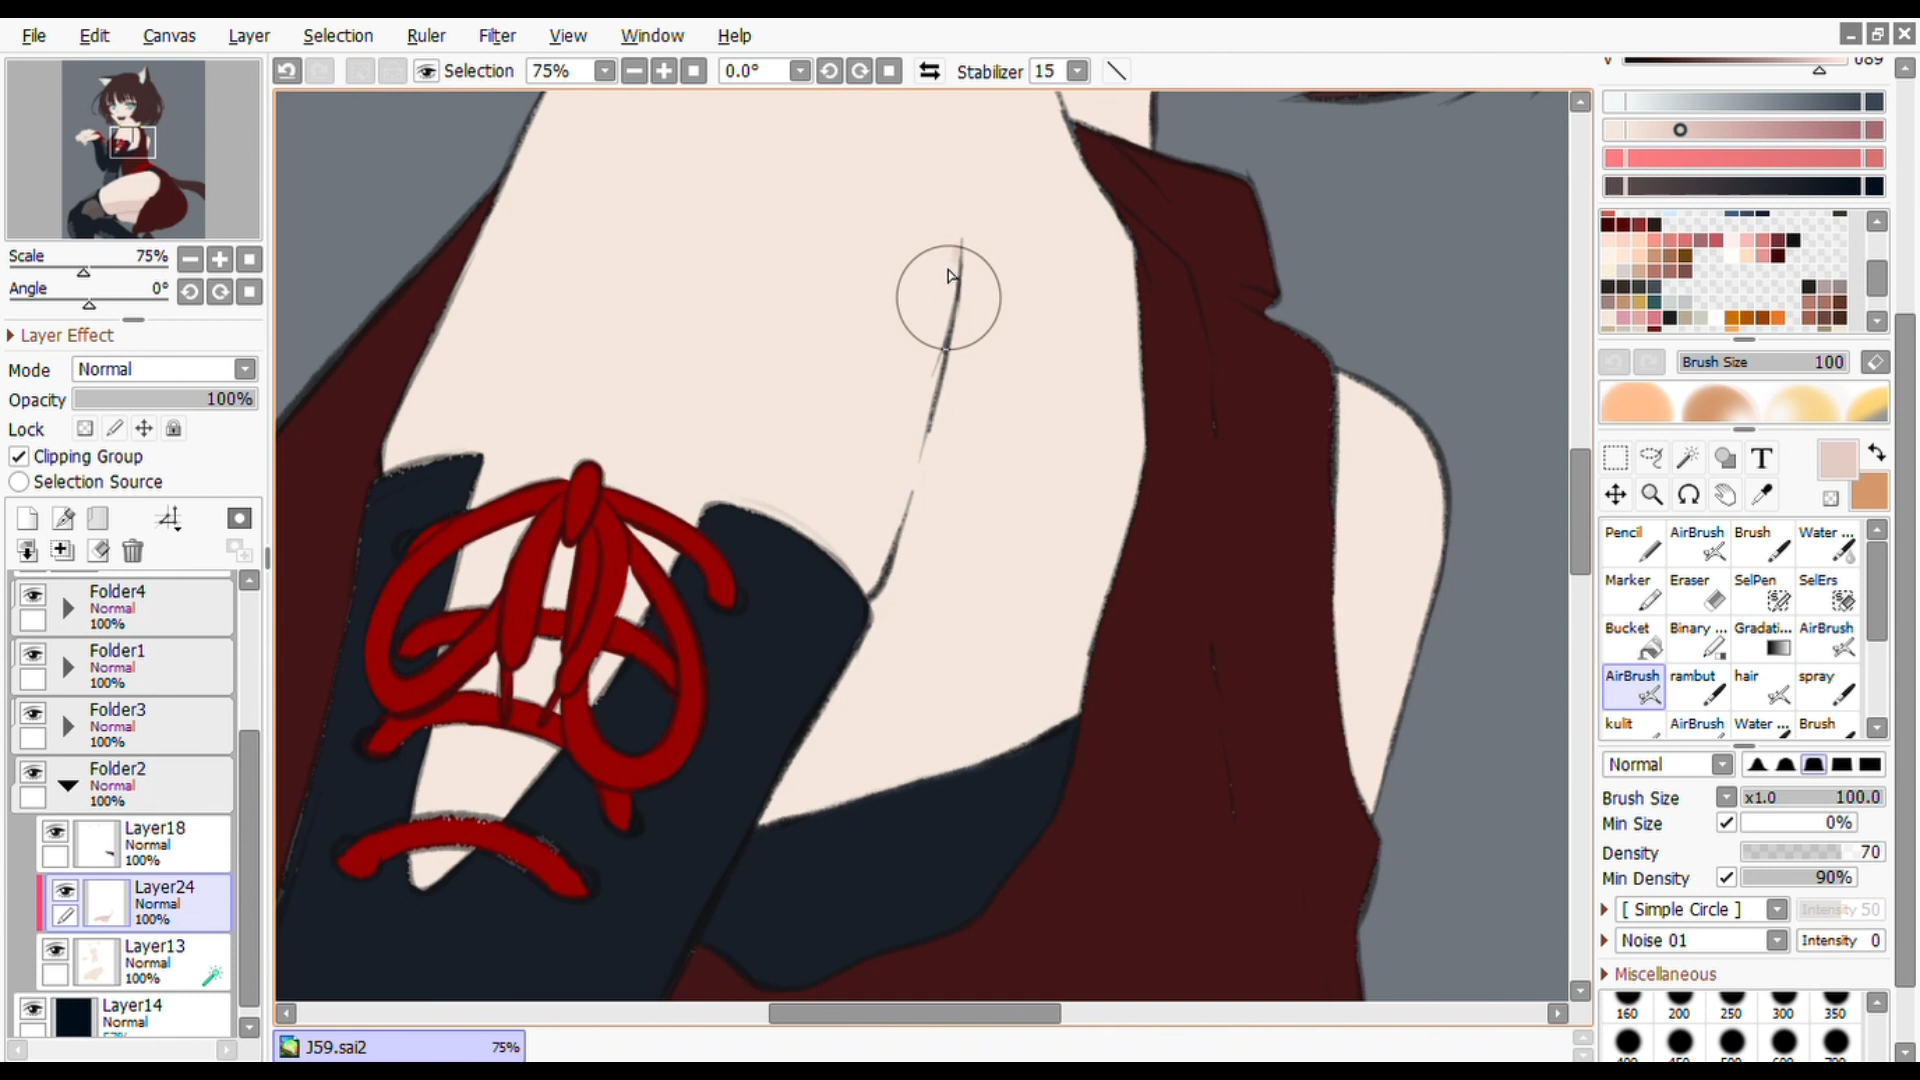 File Edit Canvas Layer Selection Ruler Filter View Window Help
Selection 75% 0.0° Stabilizer 15
Scale 75%
Angle 0°
Layer Effect
Mode Normal
Opacity 100%
Lock
Clipping Group
Selection Source
Folder4
Normal
100%
Folder1
Normal
100%
Folder3
Normal
100%
Folder2
Normal
100%
Layer18
Normal
100%
Layer24
Normal
100%
Layer13
Normal
100%
Layer14
Normal
J59.sai2 75%
V 089
Brush Size 100
T
Pencil AirBrush Brush Water ...
Marker Eraser SelPen SelErs
Bucket Binary ... Gradati... AirBrush
AirBrush rambut hair spray
kulit AirBrush Water ... Brush
Normal
Brush Size x1.0 100.0
Min Size 0%
Density 70
Min Density 90%
[ Simple Circle ] Intensity 50
Noise 01 Intensity 0
Miscellaneous
160 200 250 300 350